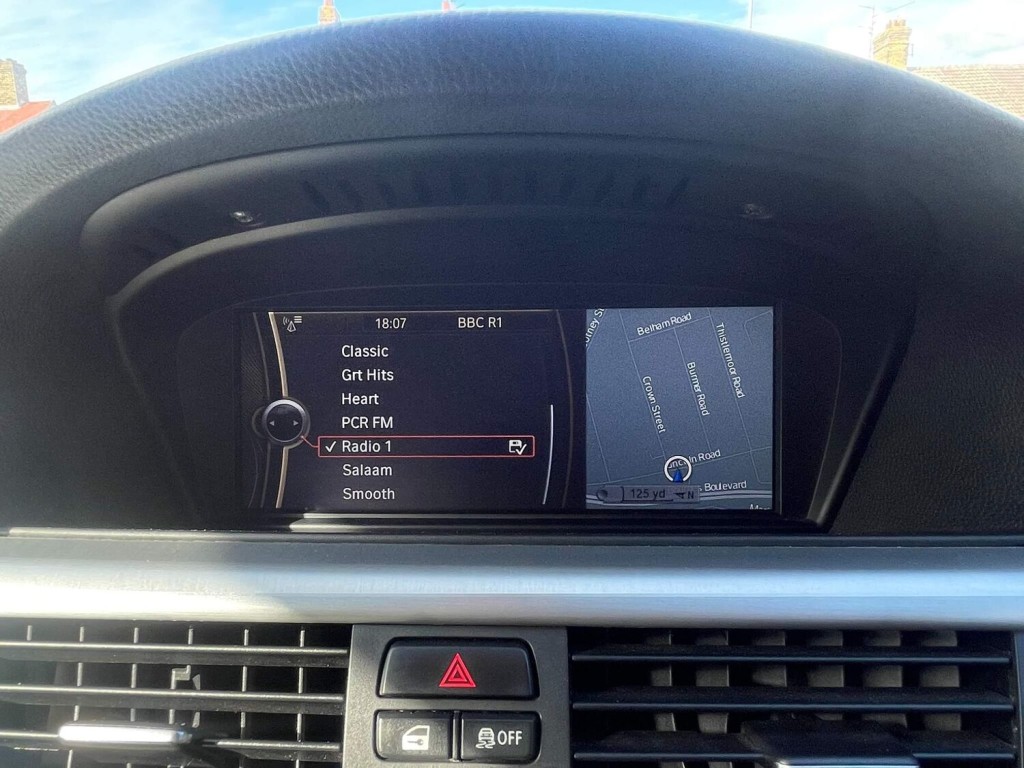 18:07 BBC R1
Classic
Grt Hits
Heart
PCR FM
Radio 1
Salaam
Smooth
Belham Road
Thistlemoor Road
Burmer Road
Crown Street
Road
Boulevard
125 yd N
OFF